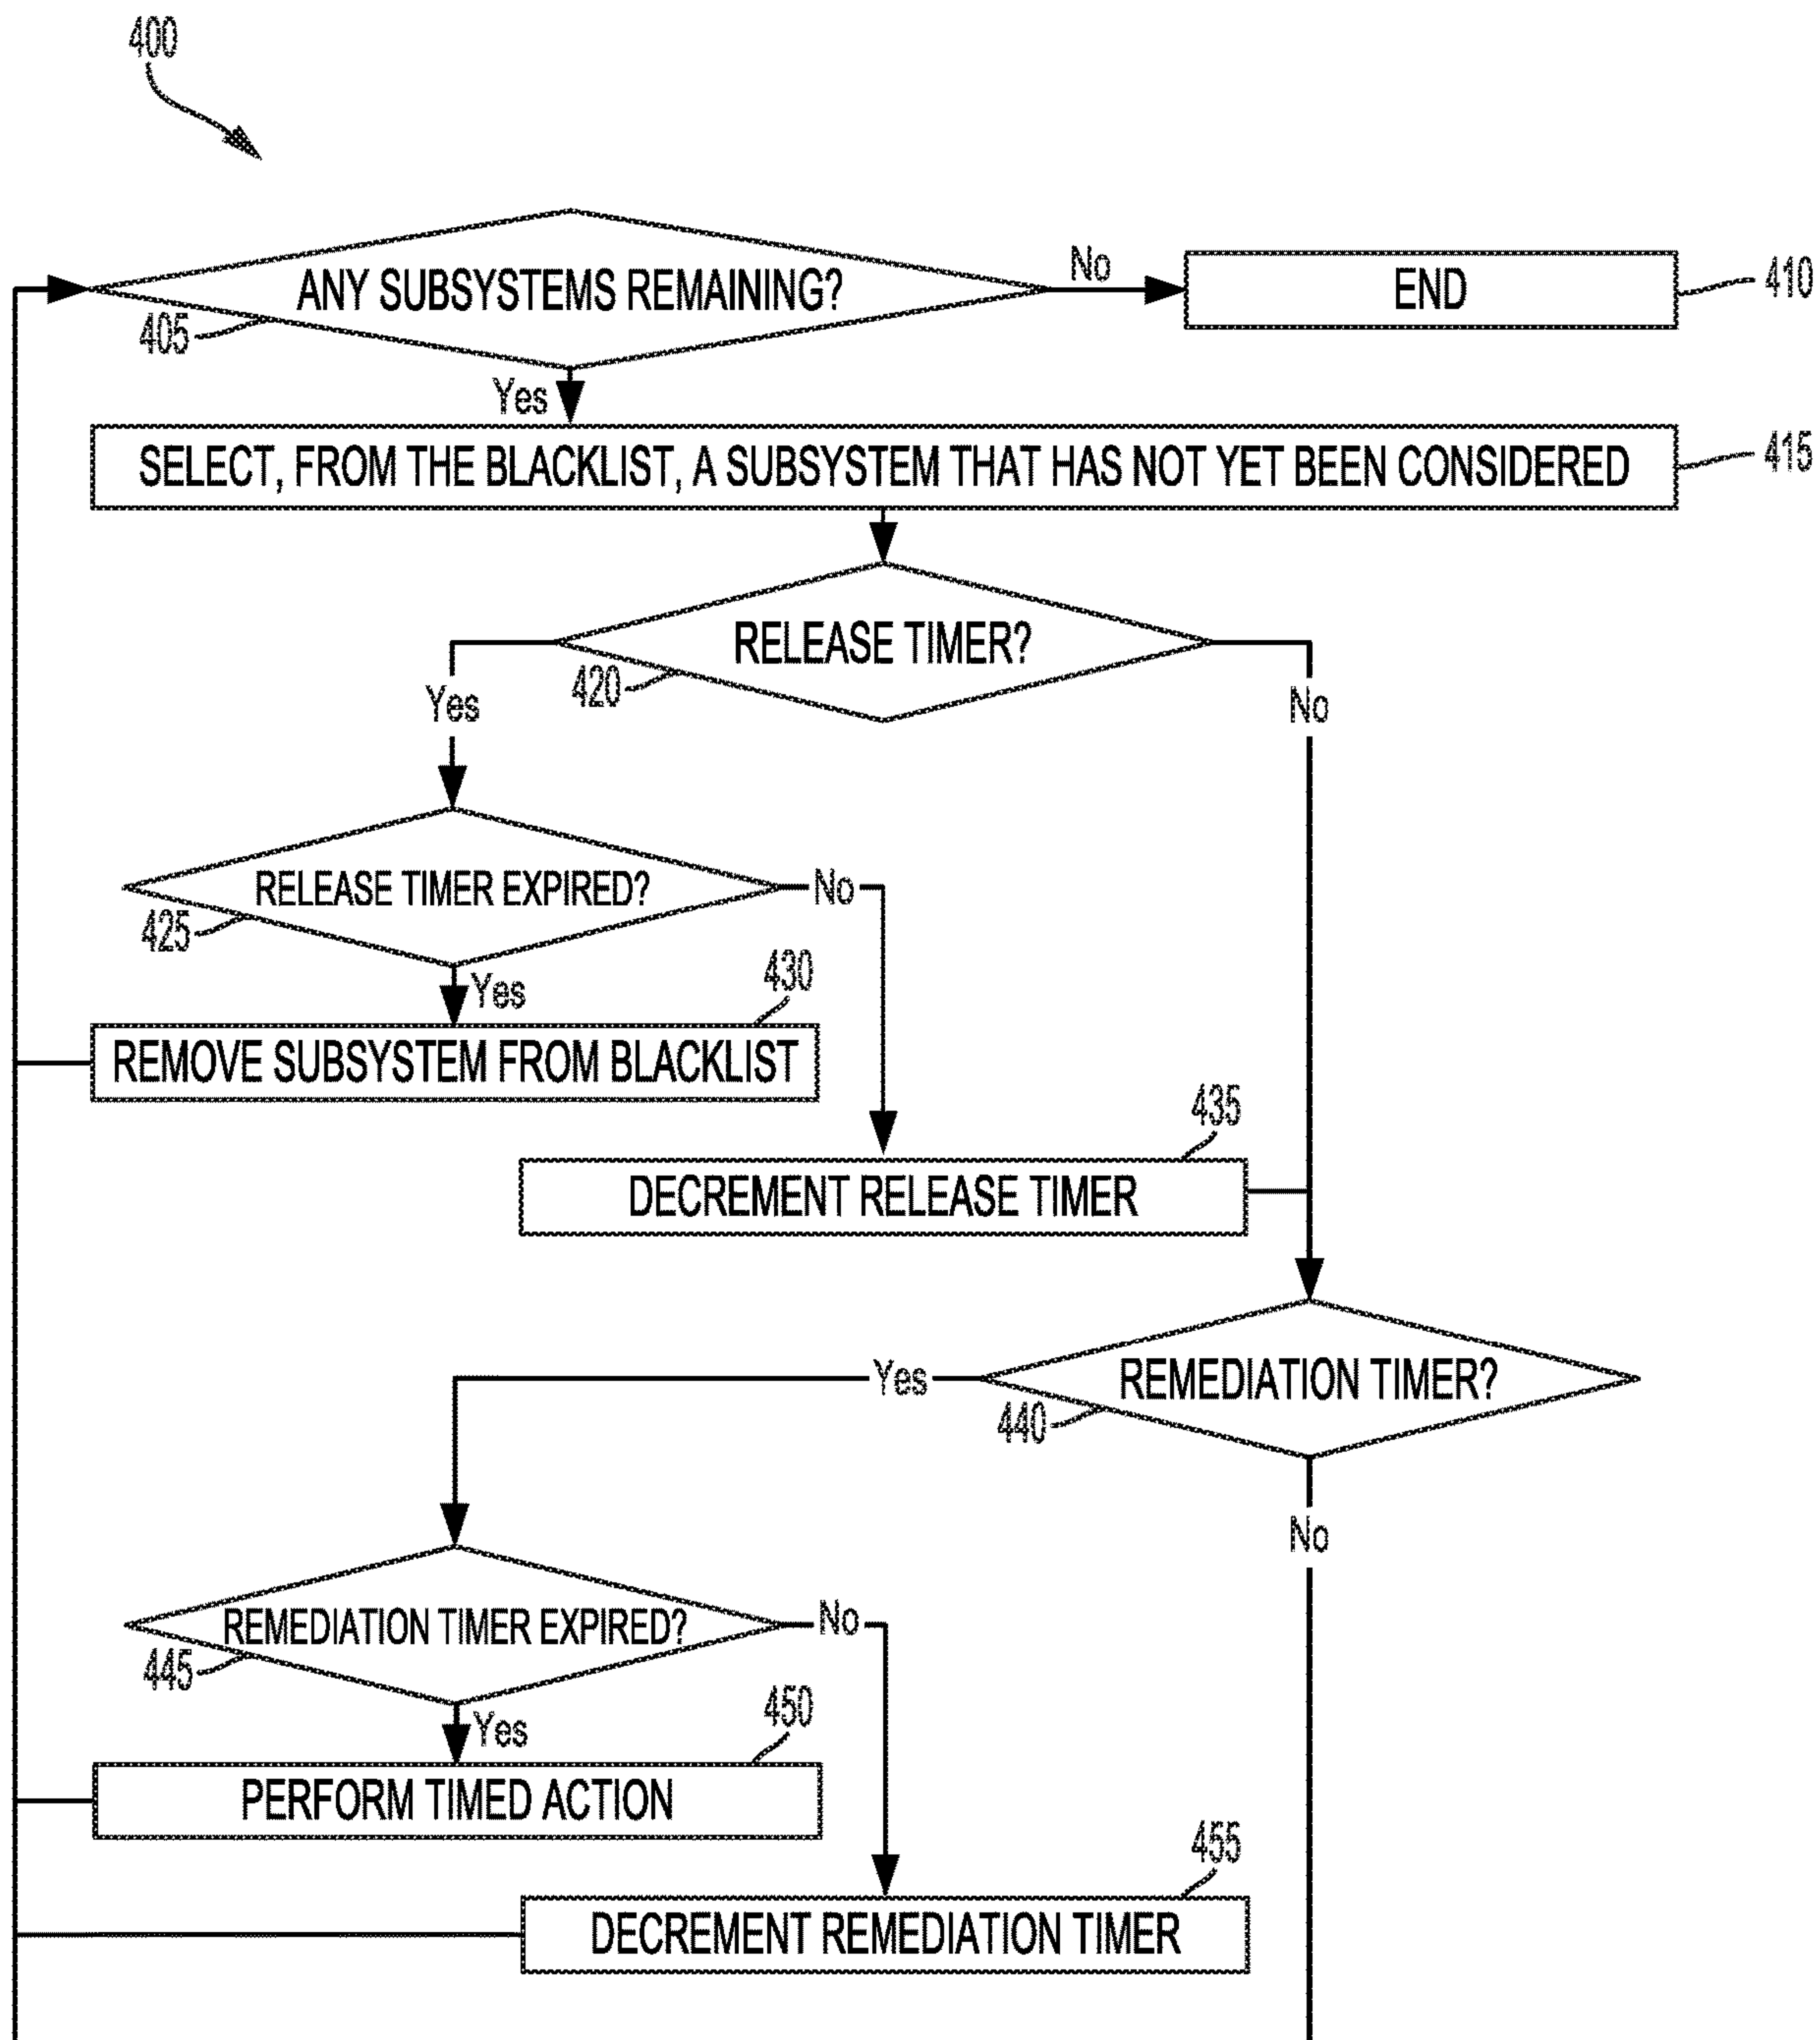 400
ANY SUBSYSTEMS REMAINING?
405
No
END
410
Yes
SELECT, FROM THE BLACKLIST, A SUBSYSTEM THAT HAS NOT YET BEEN CONSIDERED
415
RELEASE TIMER?
420
Yes
No
RELEASE TIMER EXPIRED?
425
No
Yes
430
REMOVE SUBSYSTEM FROM BLACKLIST
435
DECREMENT RELEASE TIMER
REMEDIATION TIMER?
440
Yes
No
REMEDIATION TIMER EXPIRED?
445
No
Yes
450
PERFORM TIMED ACTION
455
DECREMENT REMEDIATION TIMER